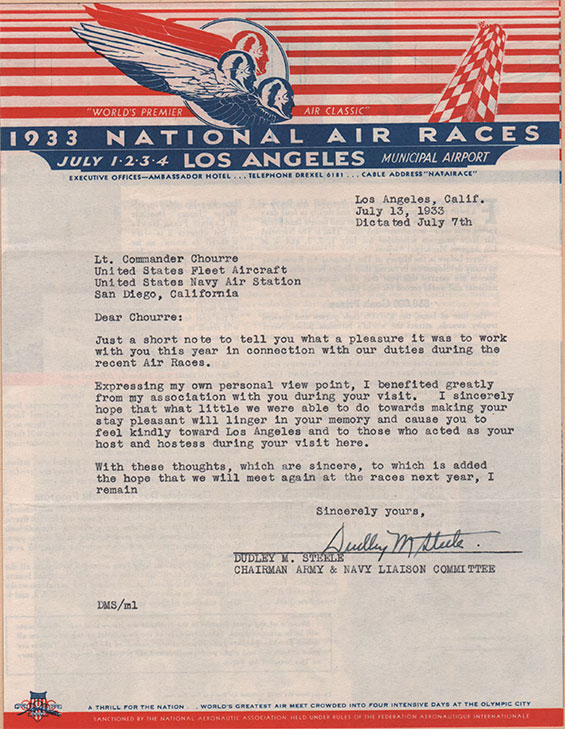 "WORLD'S PREMIER AIR CLASSIC"
1933 NATIONAL AIR RACES
JULY 1·2·3·4 LOS ANGELES MUNICIPAL AIRPORT
EXECUTIVE OFFICES—AMBASSADOR HOTEL ... TELEPHONE DREXEL 6181 ... CABLE ADDRESS "NATAIRACE"
Los Angeles, Calif.
July 13, 1933
Dictated July 7th
Lt. Commander Chourre
United States Fleet Aircraft
United States Navy Air Station
San Diego, California
Dear Chourre:
Just a short note to tell you what a pleasure it was to work
with you this year in connection with our duties during the
recent Air Races.
Expressing my own personal view point, I benefited greatly
from my association with you during your visit. I sincerely
hope that what little we were able to do towards making your
stay pleasant will linger in your memory and cause you to
feel kindly toward Los Angeles and to those who acted as your
host and hostess during your visit here.
With these thoughts, which are sincere, to which is added
the hope that we will meet again at the races next year, I
remain
Sincerely yours,
Dudley M Steele.
DUDLEY M. STEELE
CHAIRMAN ARMY & NAVY LIAISON COMMITTEE
DMS/ml
A THRILL FOR THE NATION . . WORLD'S GREATEST AIR MEET CROWDED INTO FOUR INTENSIVE DAYS AT THE OLYMPIC CITY
SANCTIONED BY THE NATIONAL AERONAUTIC ASSOCIATION HELD UNDER RULES OF THE FEDERATION AERONAUTIQUE INTERNATIONALE